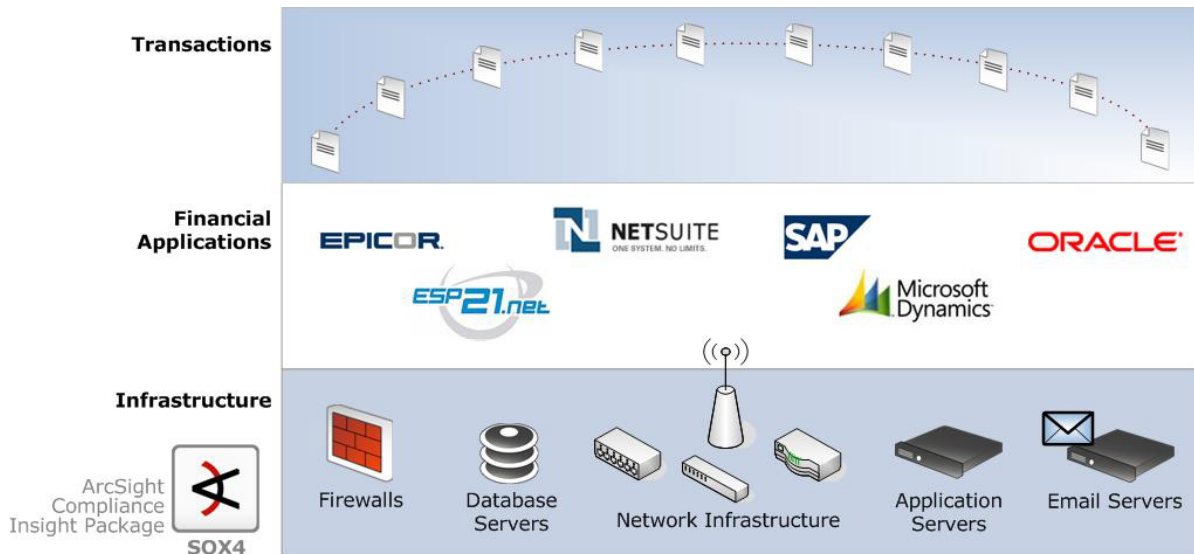 Transactions
Financial
Applications
EPICOR.
NETSUITE
ONE SYSTEM. NO LIMITS.
SAP
ORACLE
ESP21.net
Microsoft
Dynamics
Infrastructure
ArcSight
Compliance
Insight Package
SOX4
Firewalls
Database
Servers
Network Infrastructure
Application
Servers
Email Servers